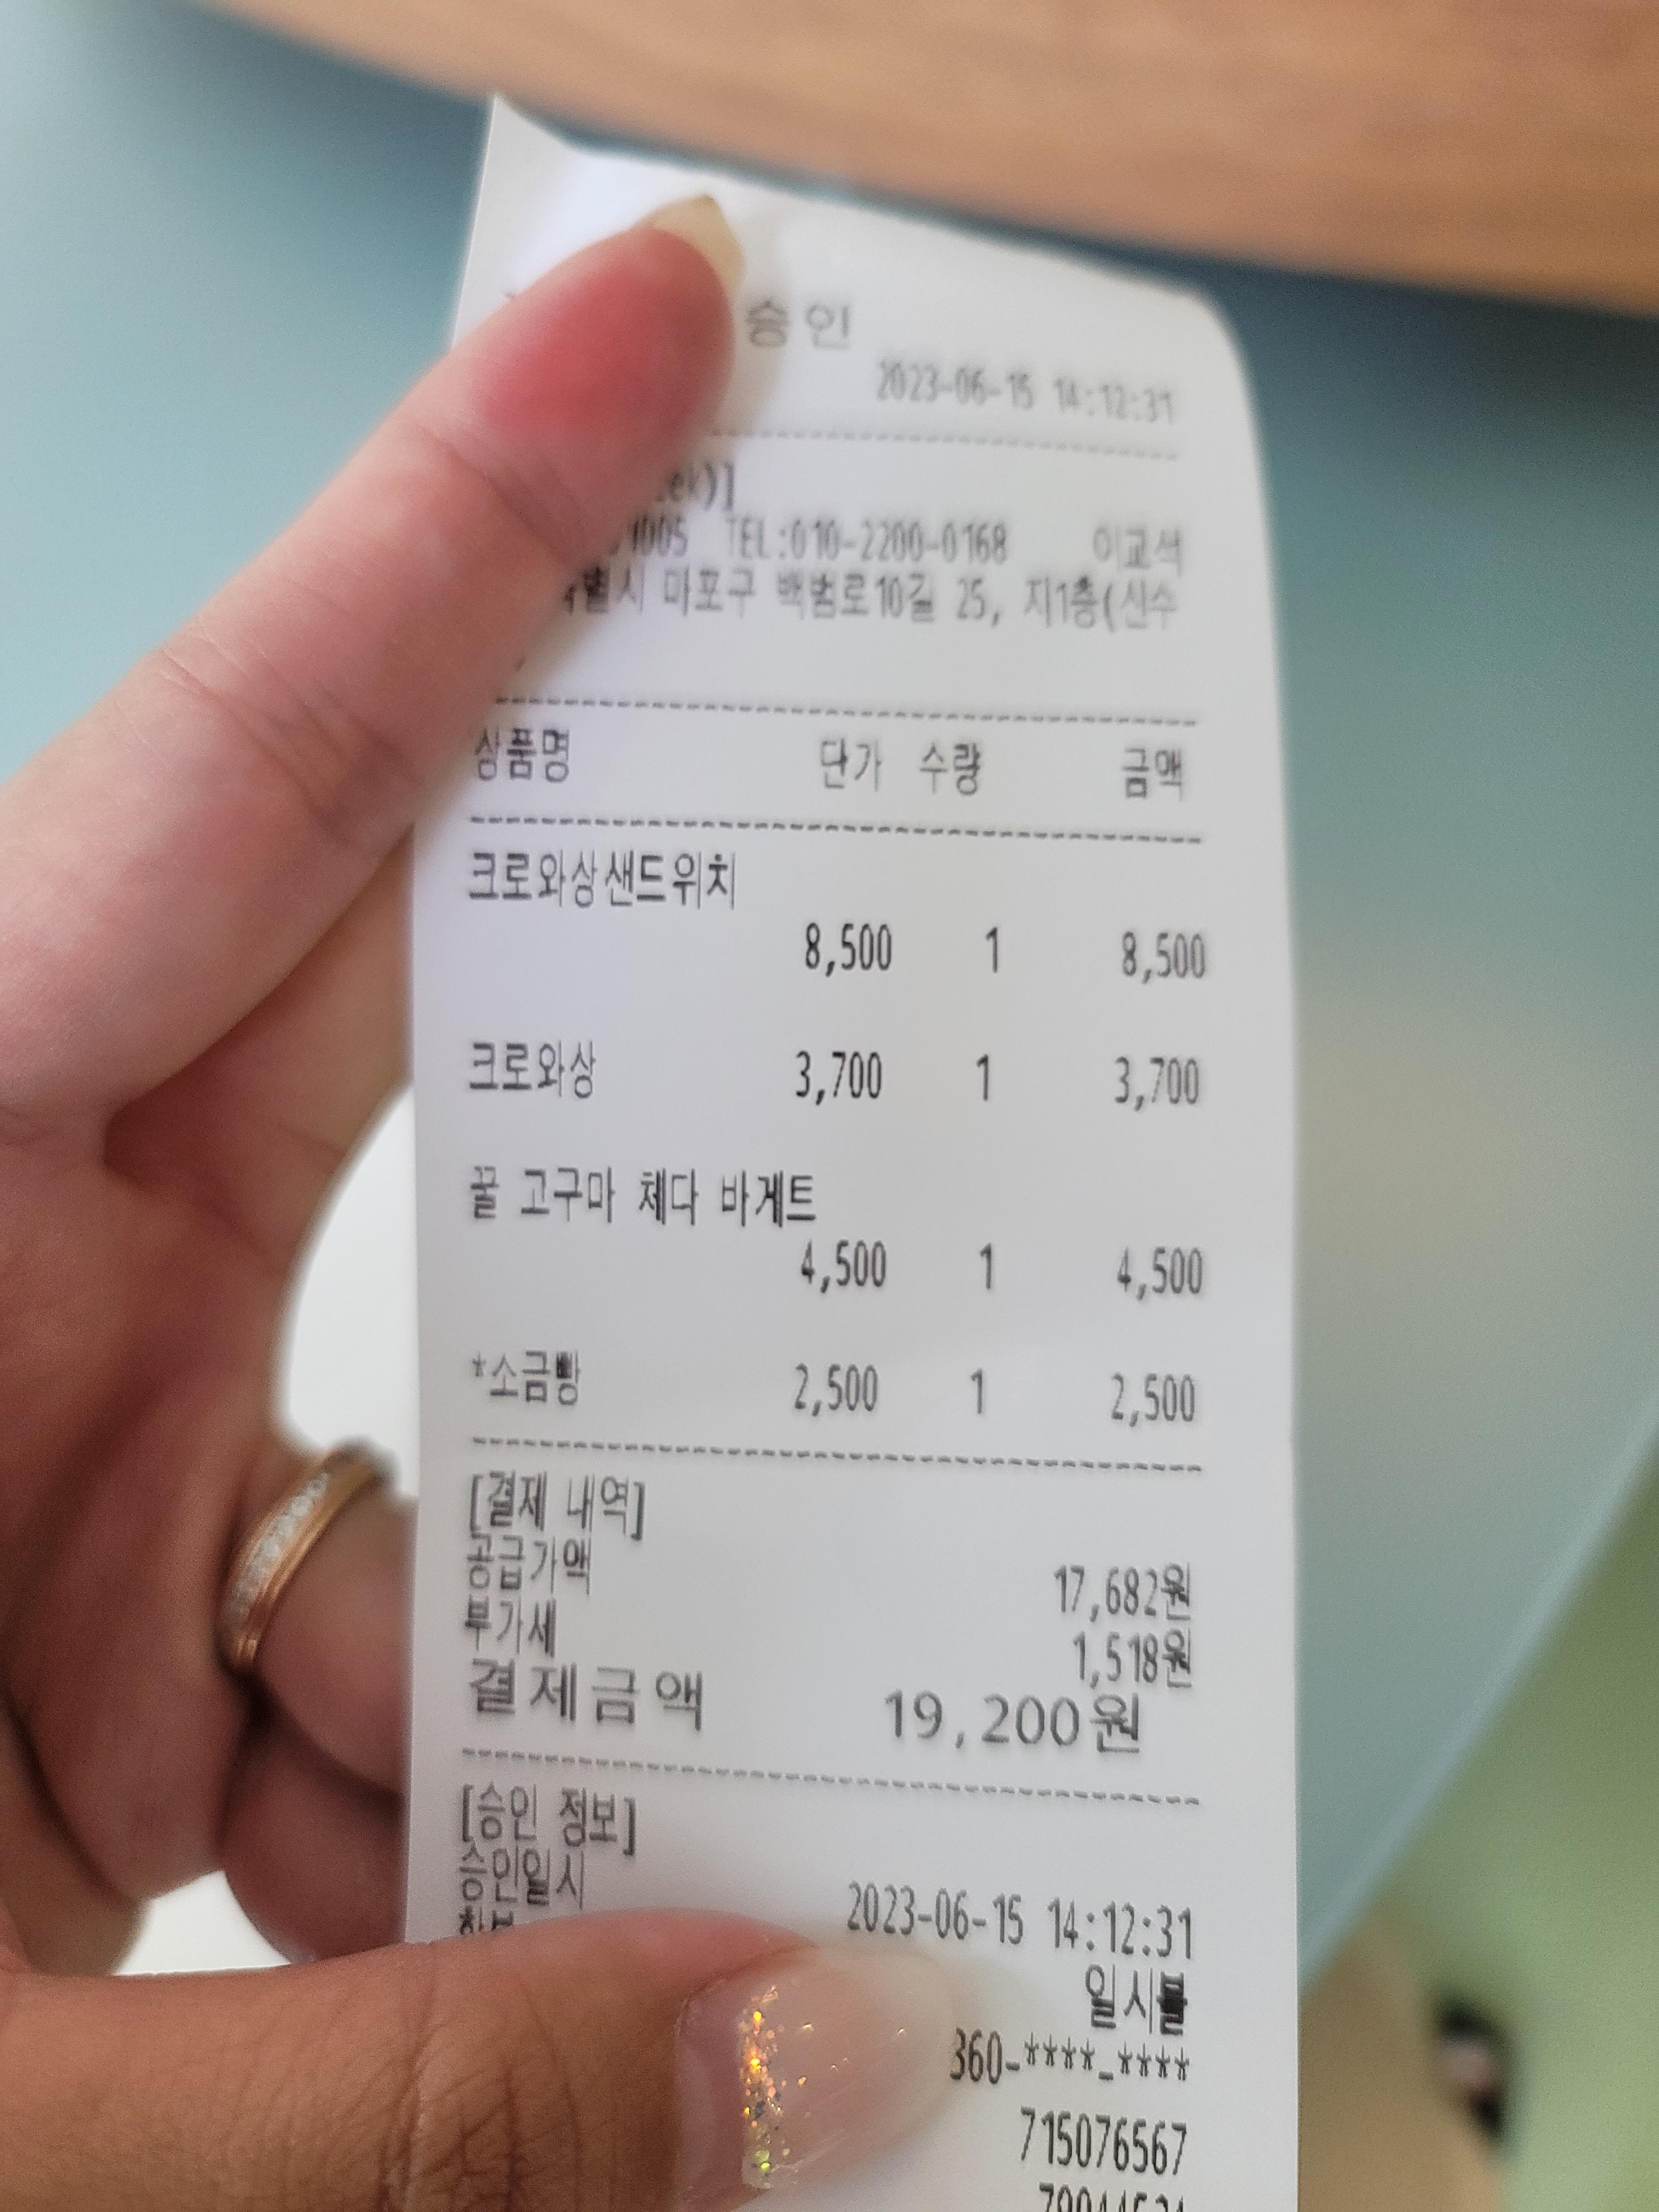 승인
2023-06-15 14:12:31
TEL:010-2200-0168 이교석
마포구 백범로10길 25, 지1층(신수
상품명 단가 수량 금액
크로와상샌드위치
8,500 1 8,500
크로와상 3,700 1 3,700
꿀 고구마 체다 바게트
4,500 1 4,500
*소금빵 2,500 1 2,500
[결제 내역]
공급가액 17,682원
부가세 1,518원
결제금액 19,200원
[승인 정보]
승인일시
2023-06-15 14:12:31
일시불
360-****-****
715076567